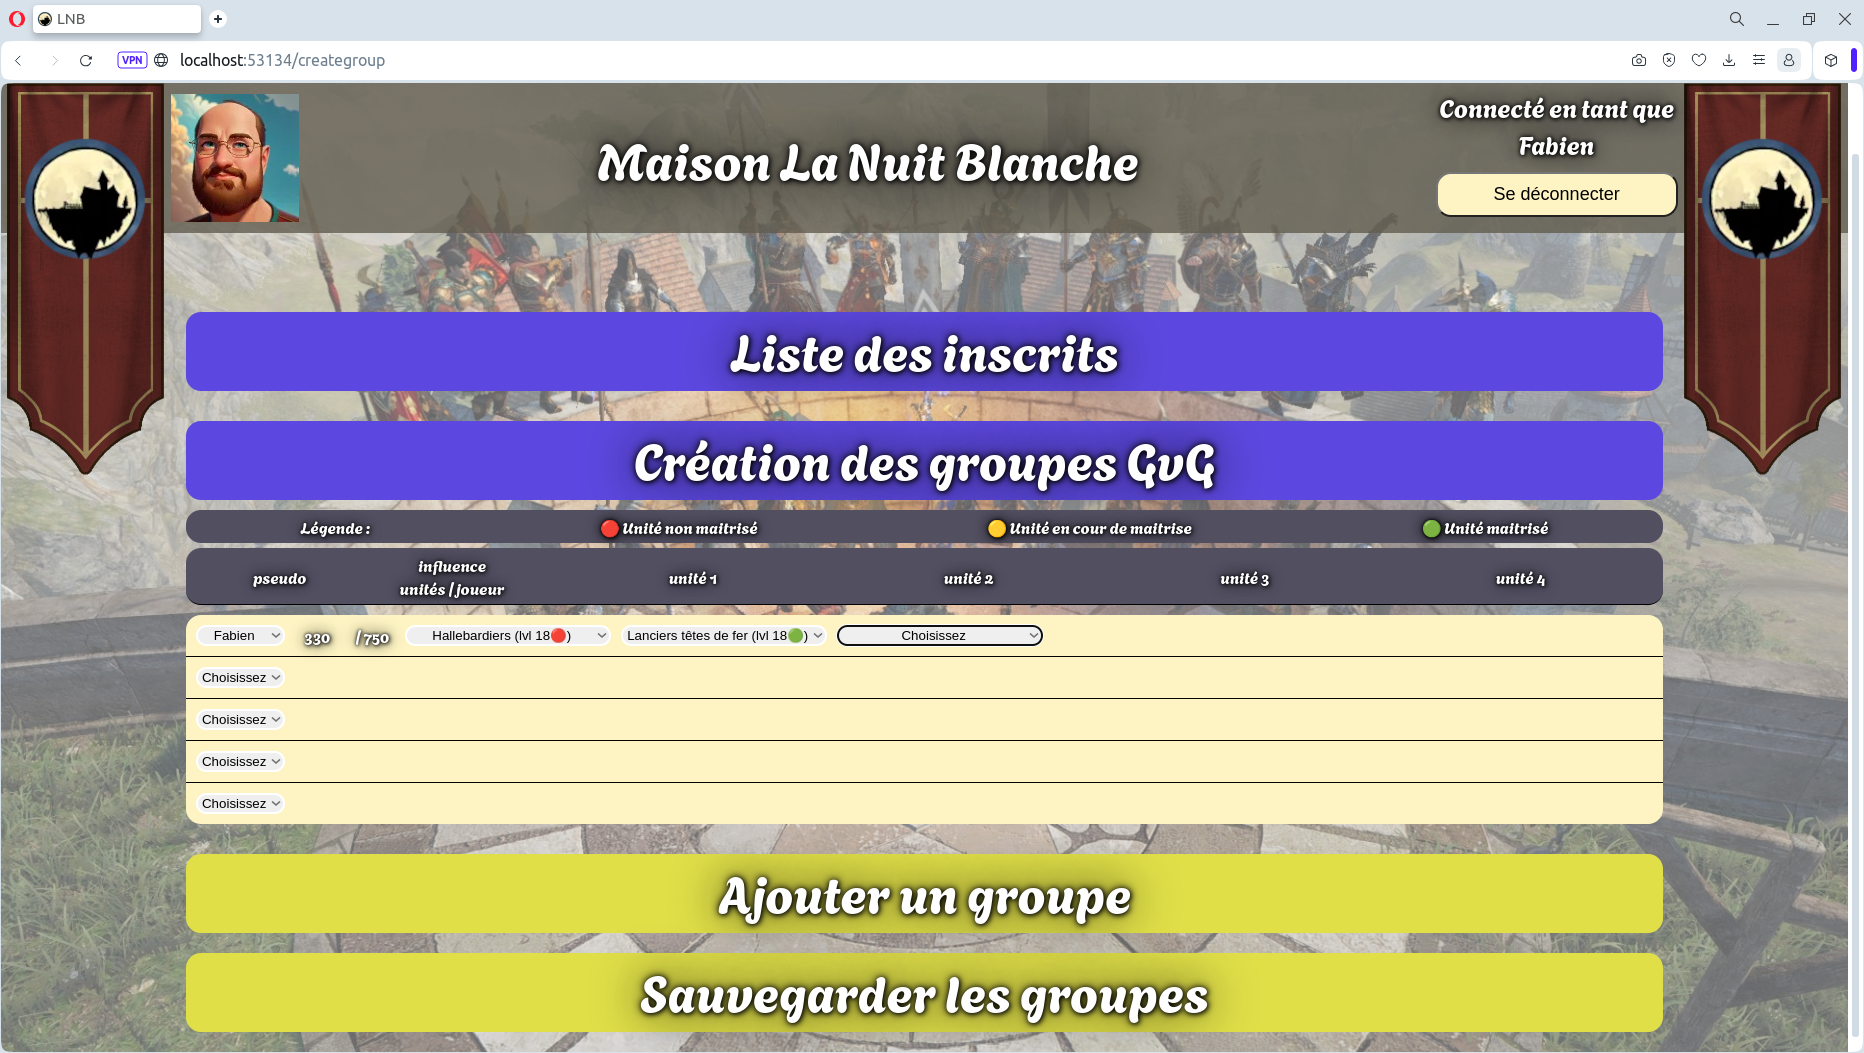 LNB
VPN
localhost:53134/creategroup
Maison La Nuit Blanche
Connecté en tant que
Fabien
Se déconnecter
Liste des inscrits
Création des groupes GvG
Légende :
Unité non maitrisé
Unité en cour de maitrise
Unité maitrisé
pseudo
influence
unités / joueur
unité 1
unité 2
unité 3
unité 4
Fabien
330
/ 750
Hallebardiers (lvl 18🔴)
Lanciers têtes de fer (lvl 18🟢)
Choisissez
Choisissez
Choisissez
Choisissez
Choisissez
Ajouter un groupe
Sauvegarder les groupes